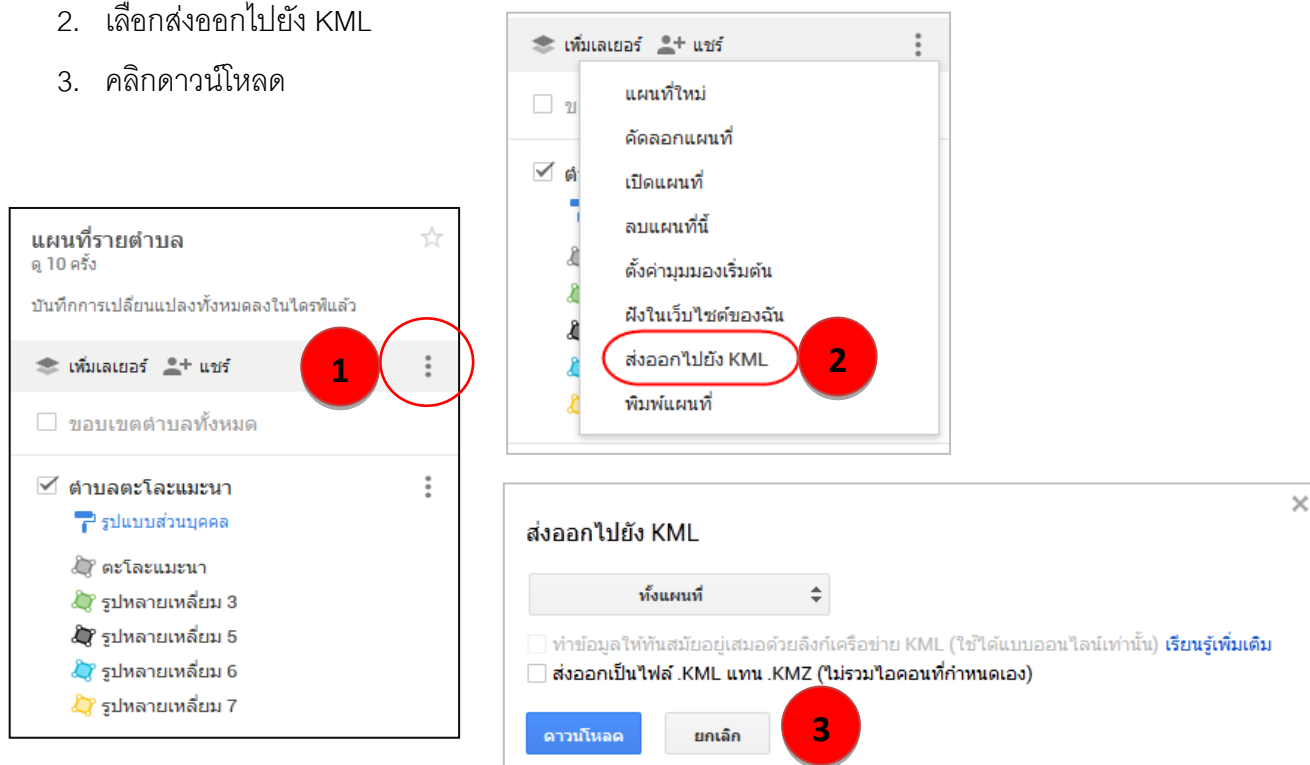 2. เลือกส่งออกไปยัง KML
3. คลิกดาวน์โหลด
แผนที่รายตำบล
ดู 10 ครั้ง
บันทึกการเปลี่ยนแปลงทั้งหมดลงในไดรฟ์แล้ว
เพิ่มเลเยอร์ แชร์ 1
ขอบเขตตำบลทั้งหมด
ตำบลตะโละแมะนา
รูปแบบส่วนบุคคล
ตะโละแมะนา
รูปหลายเหลี่ยม 3
รูปหลายเหลี่ยม 5
รูปหลายเหลี่ยม 6
รูปหลายเหลี่ยม 7
เพิ่มเลเยอร์ แชร์
แผนที่ใหม่
คัดลอกแผนที่
เปิดแผนที่
ลบแผนที่นี้
ตั้งค่ามุมมองเริ่มต้น
ฝังในเว็บไซต์ของฉัน
ส่งออกไปยัง KML 2
พิมพ์แผนที่
ส่งออกไปยัง KML
ทั้งแผนที่
ทำข้อมูลให้ทันสมัยอยู่เสมอด้วยลิงก์เครือข่าย KML (ใช้ได้แบบออนไลน์เท่านั้น) เรียนรู้เพิ่มเติม
ส่งออกเป็นไฟล์ .KML แทน .KMZ (ไม่รวมไอคอนที่กำหนดเอง)
ดาวน์โหลด ยกเลิก 3